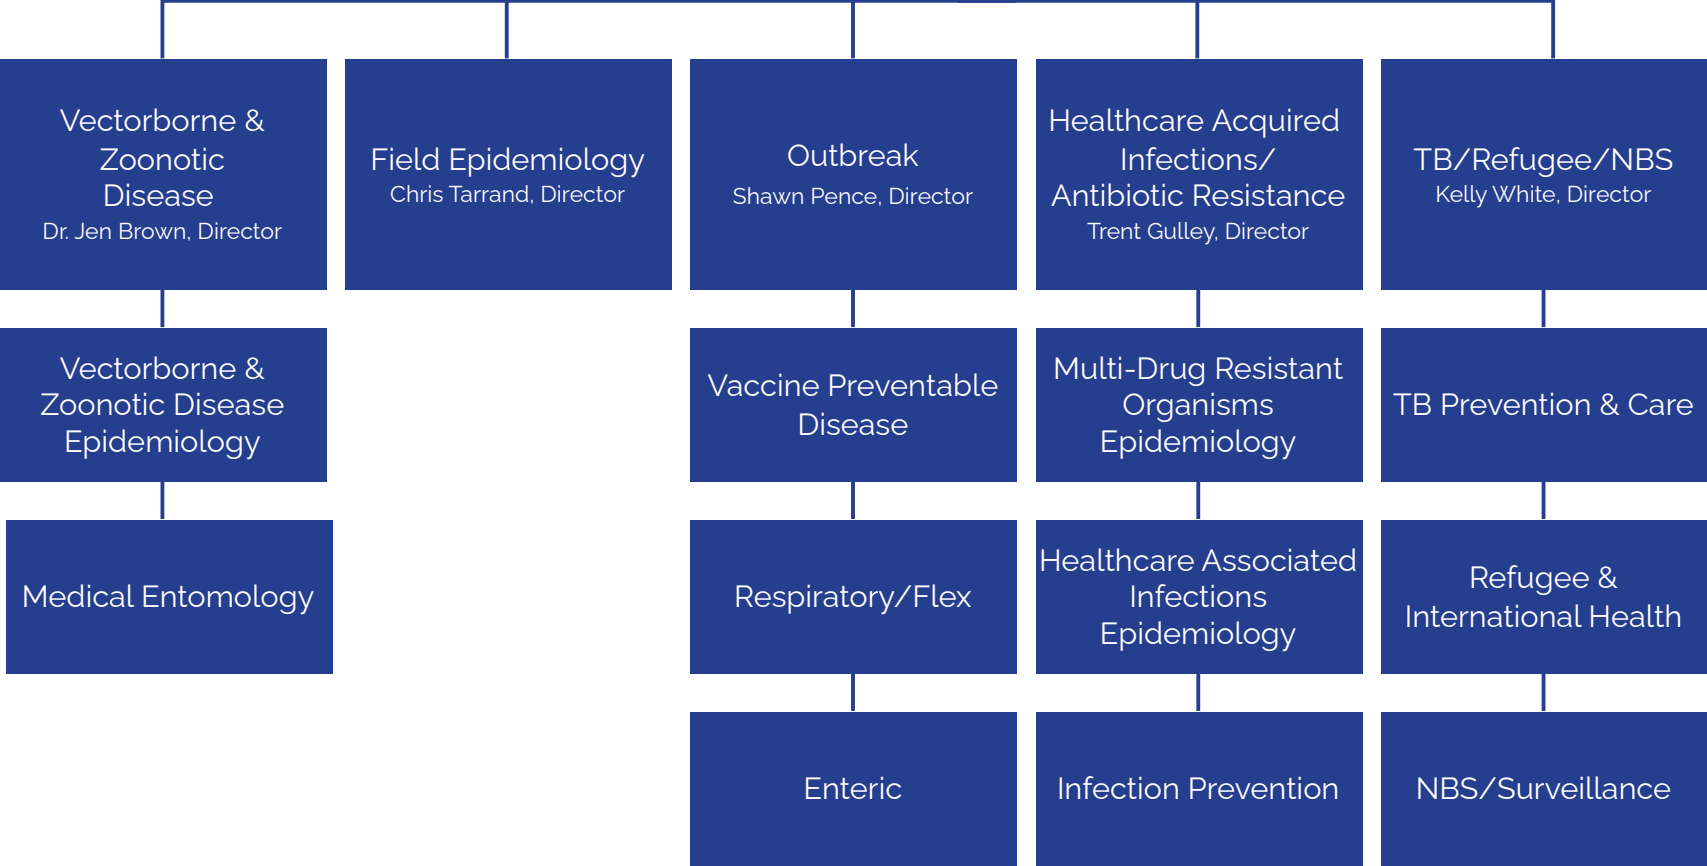 Vectorborne &
Zoonotic
Disease
Dr. Jen Brown, Director
Field Epidemiology
Chris Tarrand, Director
Outbreak
Shawn Pence, Director
Healthcare Acquired
Infections/
Antibiotic Resistance
Trent Gulley, Director
TB/Refugee/NBS
Kelly White, Director
Vectorborne &
Zoonotic Disease
Epidemiology
Vaccine Preventable
Disease
Multi-Drug Resistant
Organisms
Epidemiology
TB Prevention & Care
Medical Entomology
Respiratory/Flex
Healthcare Associated
Infections
Epidemiology
Refugee &
International Health
Enteric
Infection Prevention
NBS/Surveillance